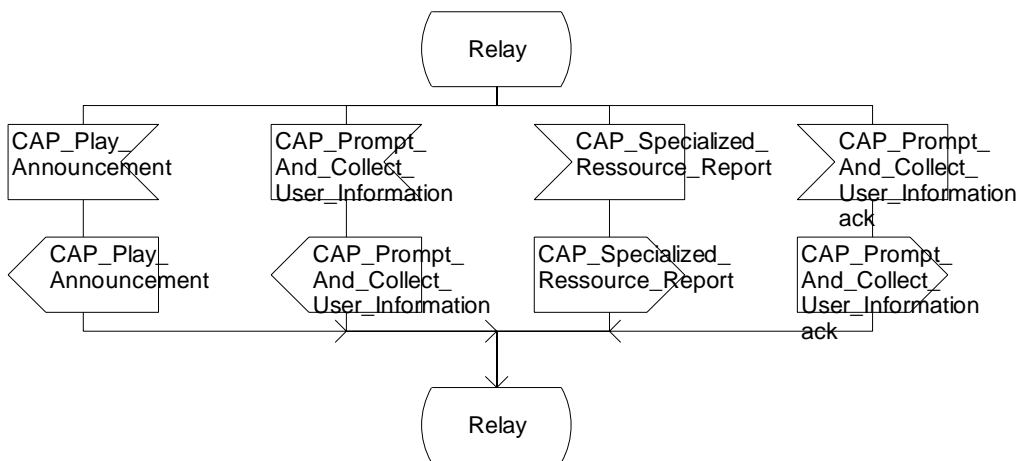 Relay
CAP_Play_
Announcement
CAP_Prompt_
And_Collect_
User_Information
CAP_Specialized_
Ressource_Report
CAP_Prompt_
And_Collect_
User_Information
ack
CAP_Play_
Announcement
CAP_Prompt_
And_Collect_
User_Information
CAP_Specialized_
Ressource_Report
CAP_Prompt_
And_Collect_
User_Information
ack
Relay